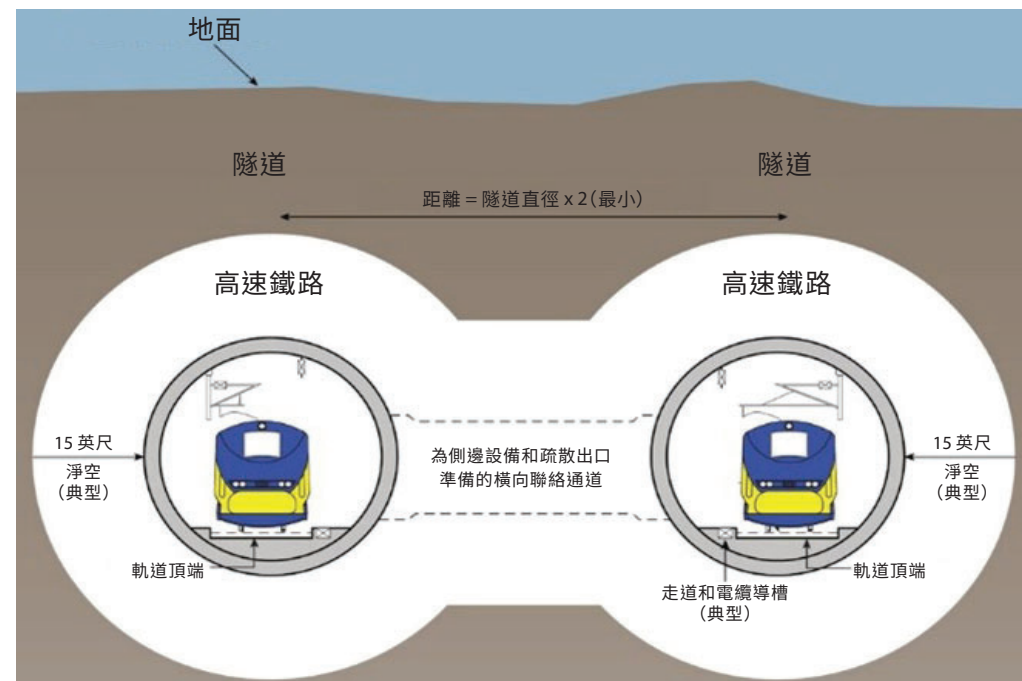 地面
隧道
隧道
距離 = 隧道直徑 x 2(最小)
高速鐵路
高速鐵路
15 英尺
淨空
(典型)
為側邊設備和疏散出口
準備的橫向聯絡通道
15 英尺
淨空
(典型)
軌道頂端
走道和電纜導槽
(典型)
軌道頂端